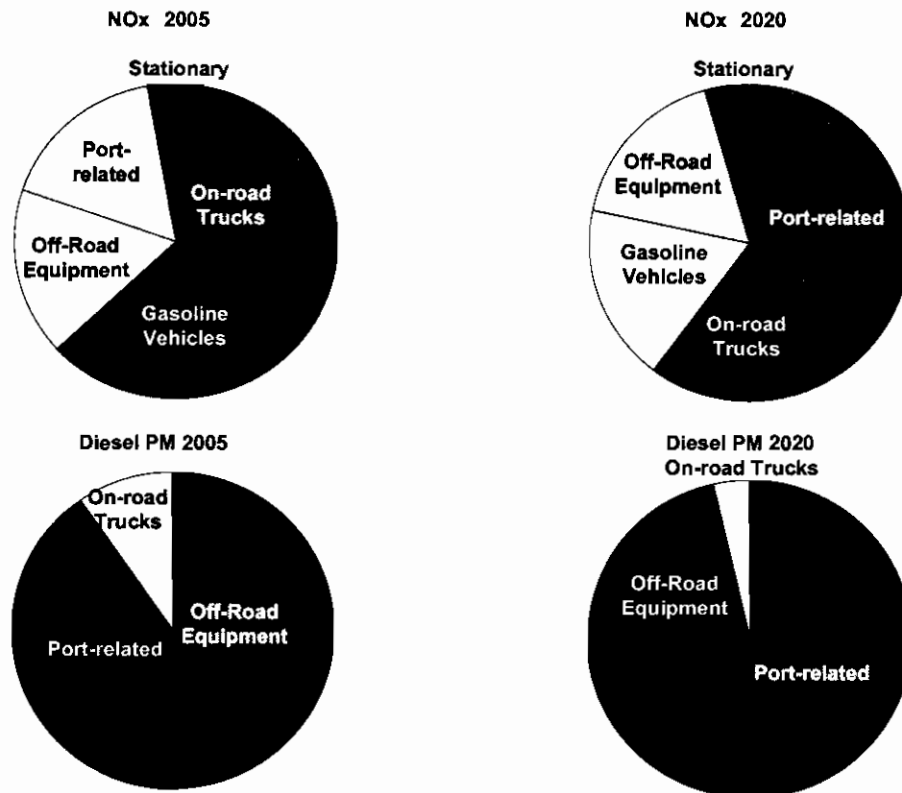 NOx 2005
Stationary
Port-
related
On-road
Trucks
Off-Road
Equipment
Gasoline
Vehicles
NOx 2020
Stationary
Off-Road
Equipment
Port-related
Gasoline
Vehicles
On-road
Trucks
Diesel PM 2005
On-road
Trucks
Off-Road
Equipment
Port-related
Diesel PM 2020
On-road Trucks
Off-Road
Equipment
Port-related